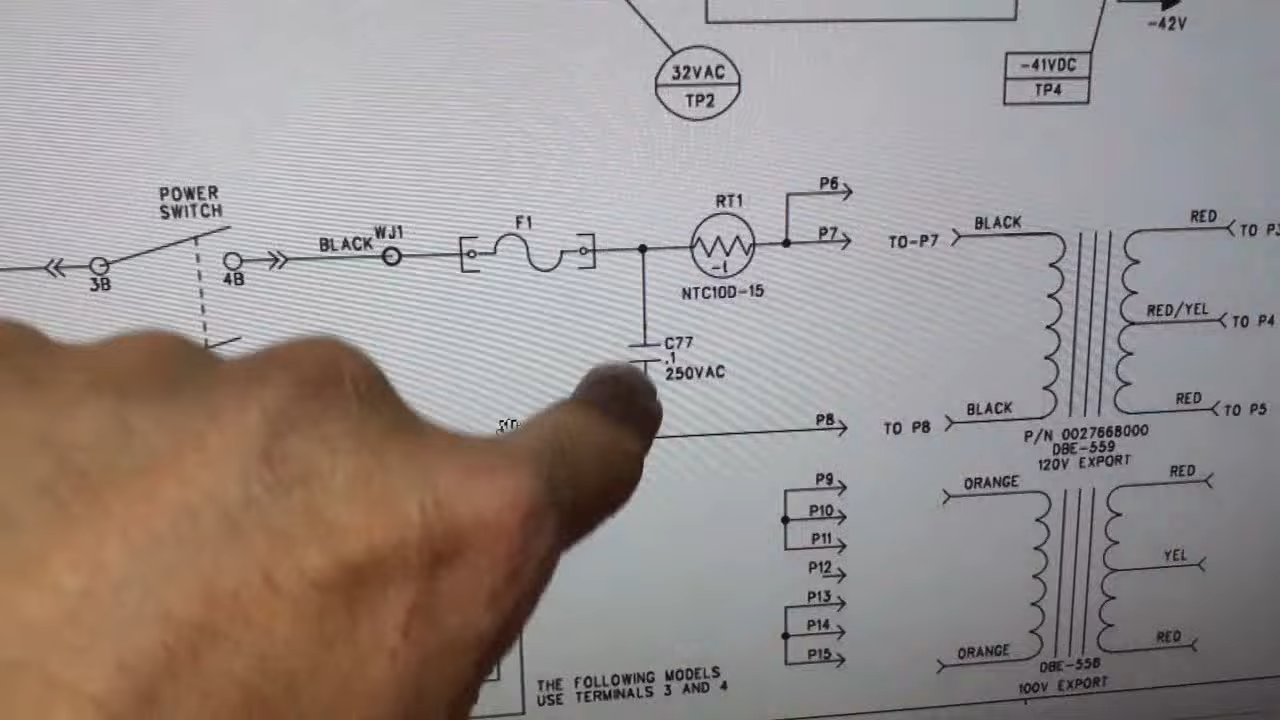 -42V
32VAC
TP2
-41VDC
TP4
POWER
SWITCH
3B
4B
BLACK
WJ1
F1
RT1
-t
NTC10D-15
P6
P7
C77
.1
250VAC
P8
P9
P10
P11
P12
P13
P14
P15
TO-P7
BLACK
RED
RED/YEL
TO P4
TO P8
BLACK
RED
TO P5
P/N 0027668000
DBE-559
120V EXPORT
ORANGE
RED
YEL
ORANGE
RED
DBE-558
100V EXPORT
THE FOLLOWING MODELS
USE TERMINALS 3 AND 4